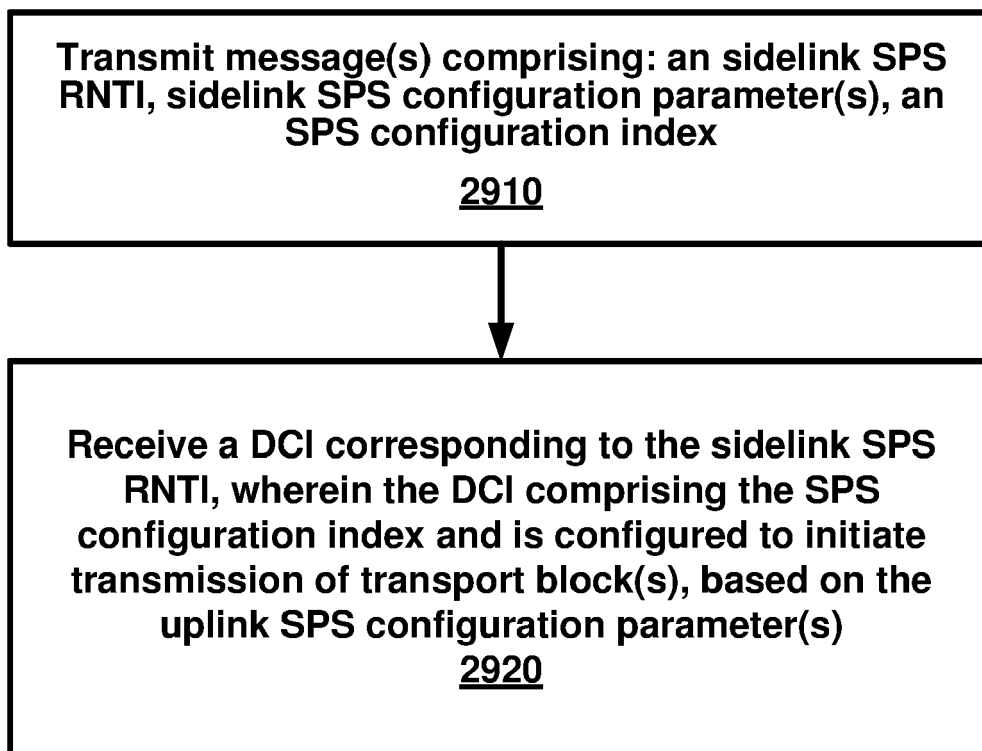 Transmit message(s) comprising: an sidelink SPS
RNTI, sidelink SPS configuration parameter(s), an
SPS configuration index
2910
Receive a DCI corresponding to the sidelink SPS
RNTI, wherein the DCI comprising the SPS
configuration index and is configured to initiate
transmission of transport block(s), based on the
uplink SPS configuration parameter(s)
2920